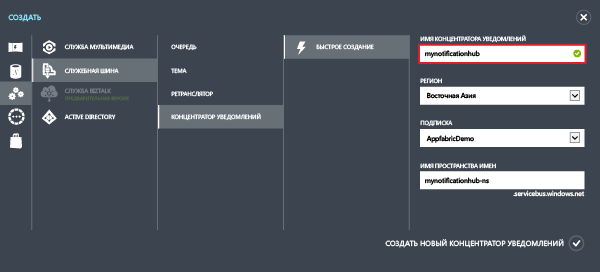 СОЗДАТЬ
СЛУЖБА МУЛЬТИМЕДИА
СЛУЖЕБНАЯ ШИНА
СЛУЖБА BIZTALK
ПРЕДВАРИТЕЛЬНАЯ ВЕРСИЯ
ACTIVE DIRECTORY
ОЧЕРЕДЬ
ТЕМА
РЕТРАНСЛЯТОР
КОНЦЕНТРАТОР УВЕДОМЛЕНИЙ
БЫСТРОЕ СОЗДАНИЕ
ИМЯ КОНЦЕНТРАТОРА УВЕДОМЛЕНИЙ
mynotificationhub
РЕГИОН
Восточная Азия
ПОДПИСКА
AppfabricDemo
ИМЯ ПРОСТРАНСТВА ИМЕН
mynotificationhub-ns
.servicebus.windows.net
СОЗДАТЬ НОВЫЙ КОНЦЕНТРАТОР УВЕДОМЛЕНИЙ